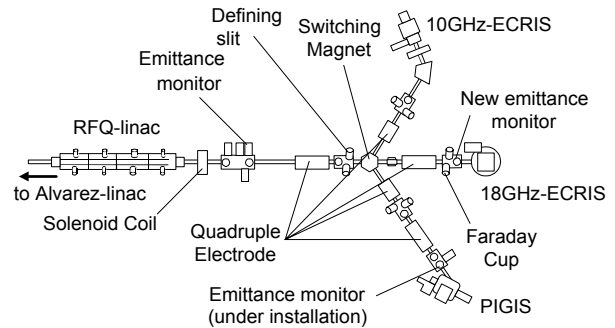 Defining
slit
Switching
Magnet
10GHz-ECRIS
Emittance
monitor
New emittance
monitor
RFQ-linac
to Alvarez-linac
Solenoid Coil
18GHz-ECRIS
Quadruple
Electrode
Faraday
Cup
Emittance monitor
(under installation)
PIGIS